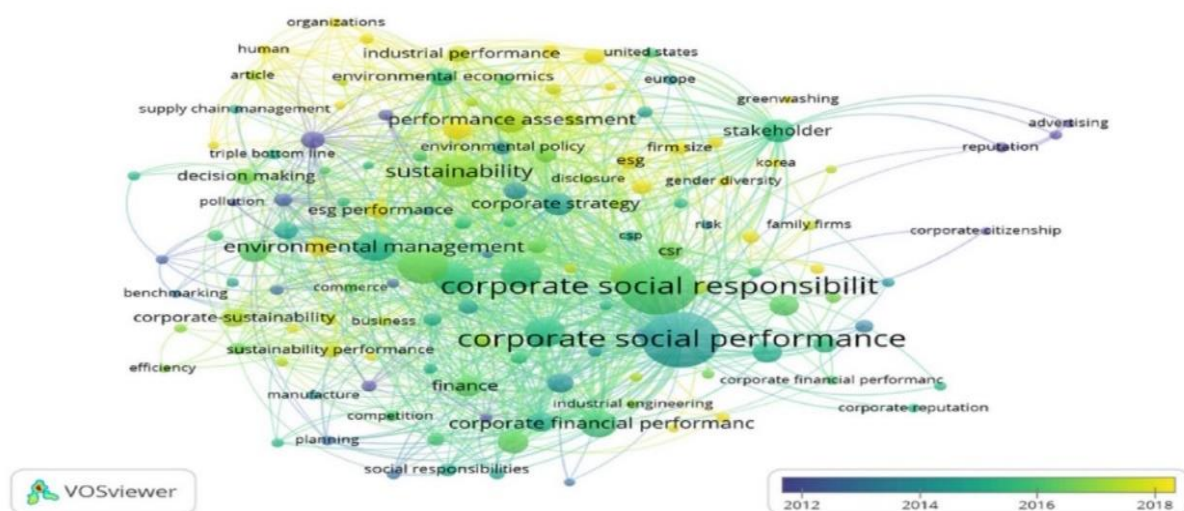 organizations
human
industrial performance
united states
article
environmental economics
europe
supply chain management
greenwashing
performance assessment
stakeholder
advertising
triple bottom line
environmental policy
firm size
reputation
decision making
sustainability
esg
korea
disclosure
gender diversity
pollution
esg performance
corporate strategy
risk
family firms
csp
corporate citizenship
environmental management
csr
commerce
corporate social responsibilit
benchmarking
corporate-sustainability
business
corporate social performance
sustainability performance
efficiency
finance
corporate financial performanc
manufacture
industrial engineering
corporate reputation
competition
corporate financial performanc
planning
social responsibilities
VOSviewer
2012
2014
2016
2018